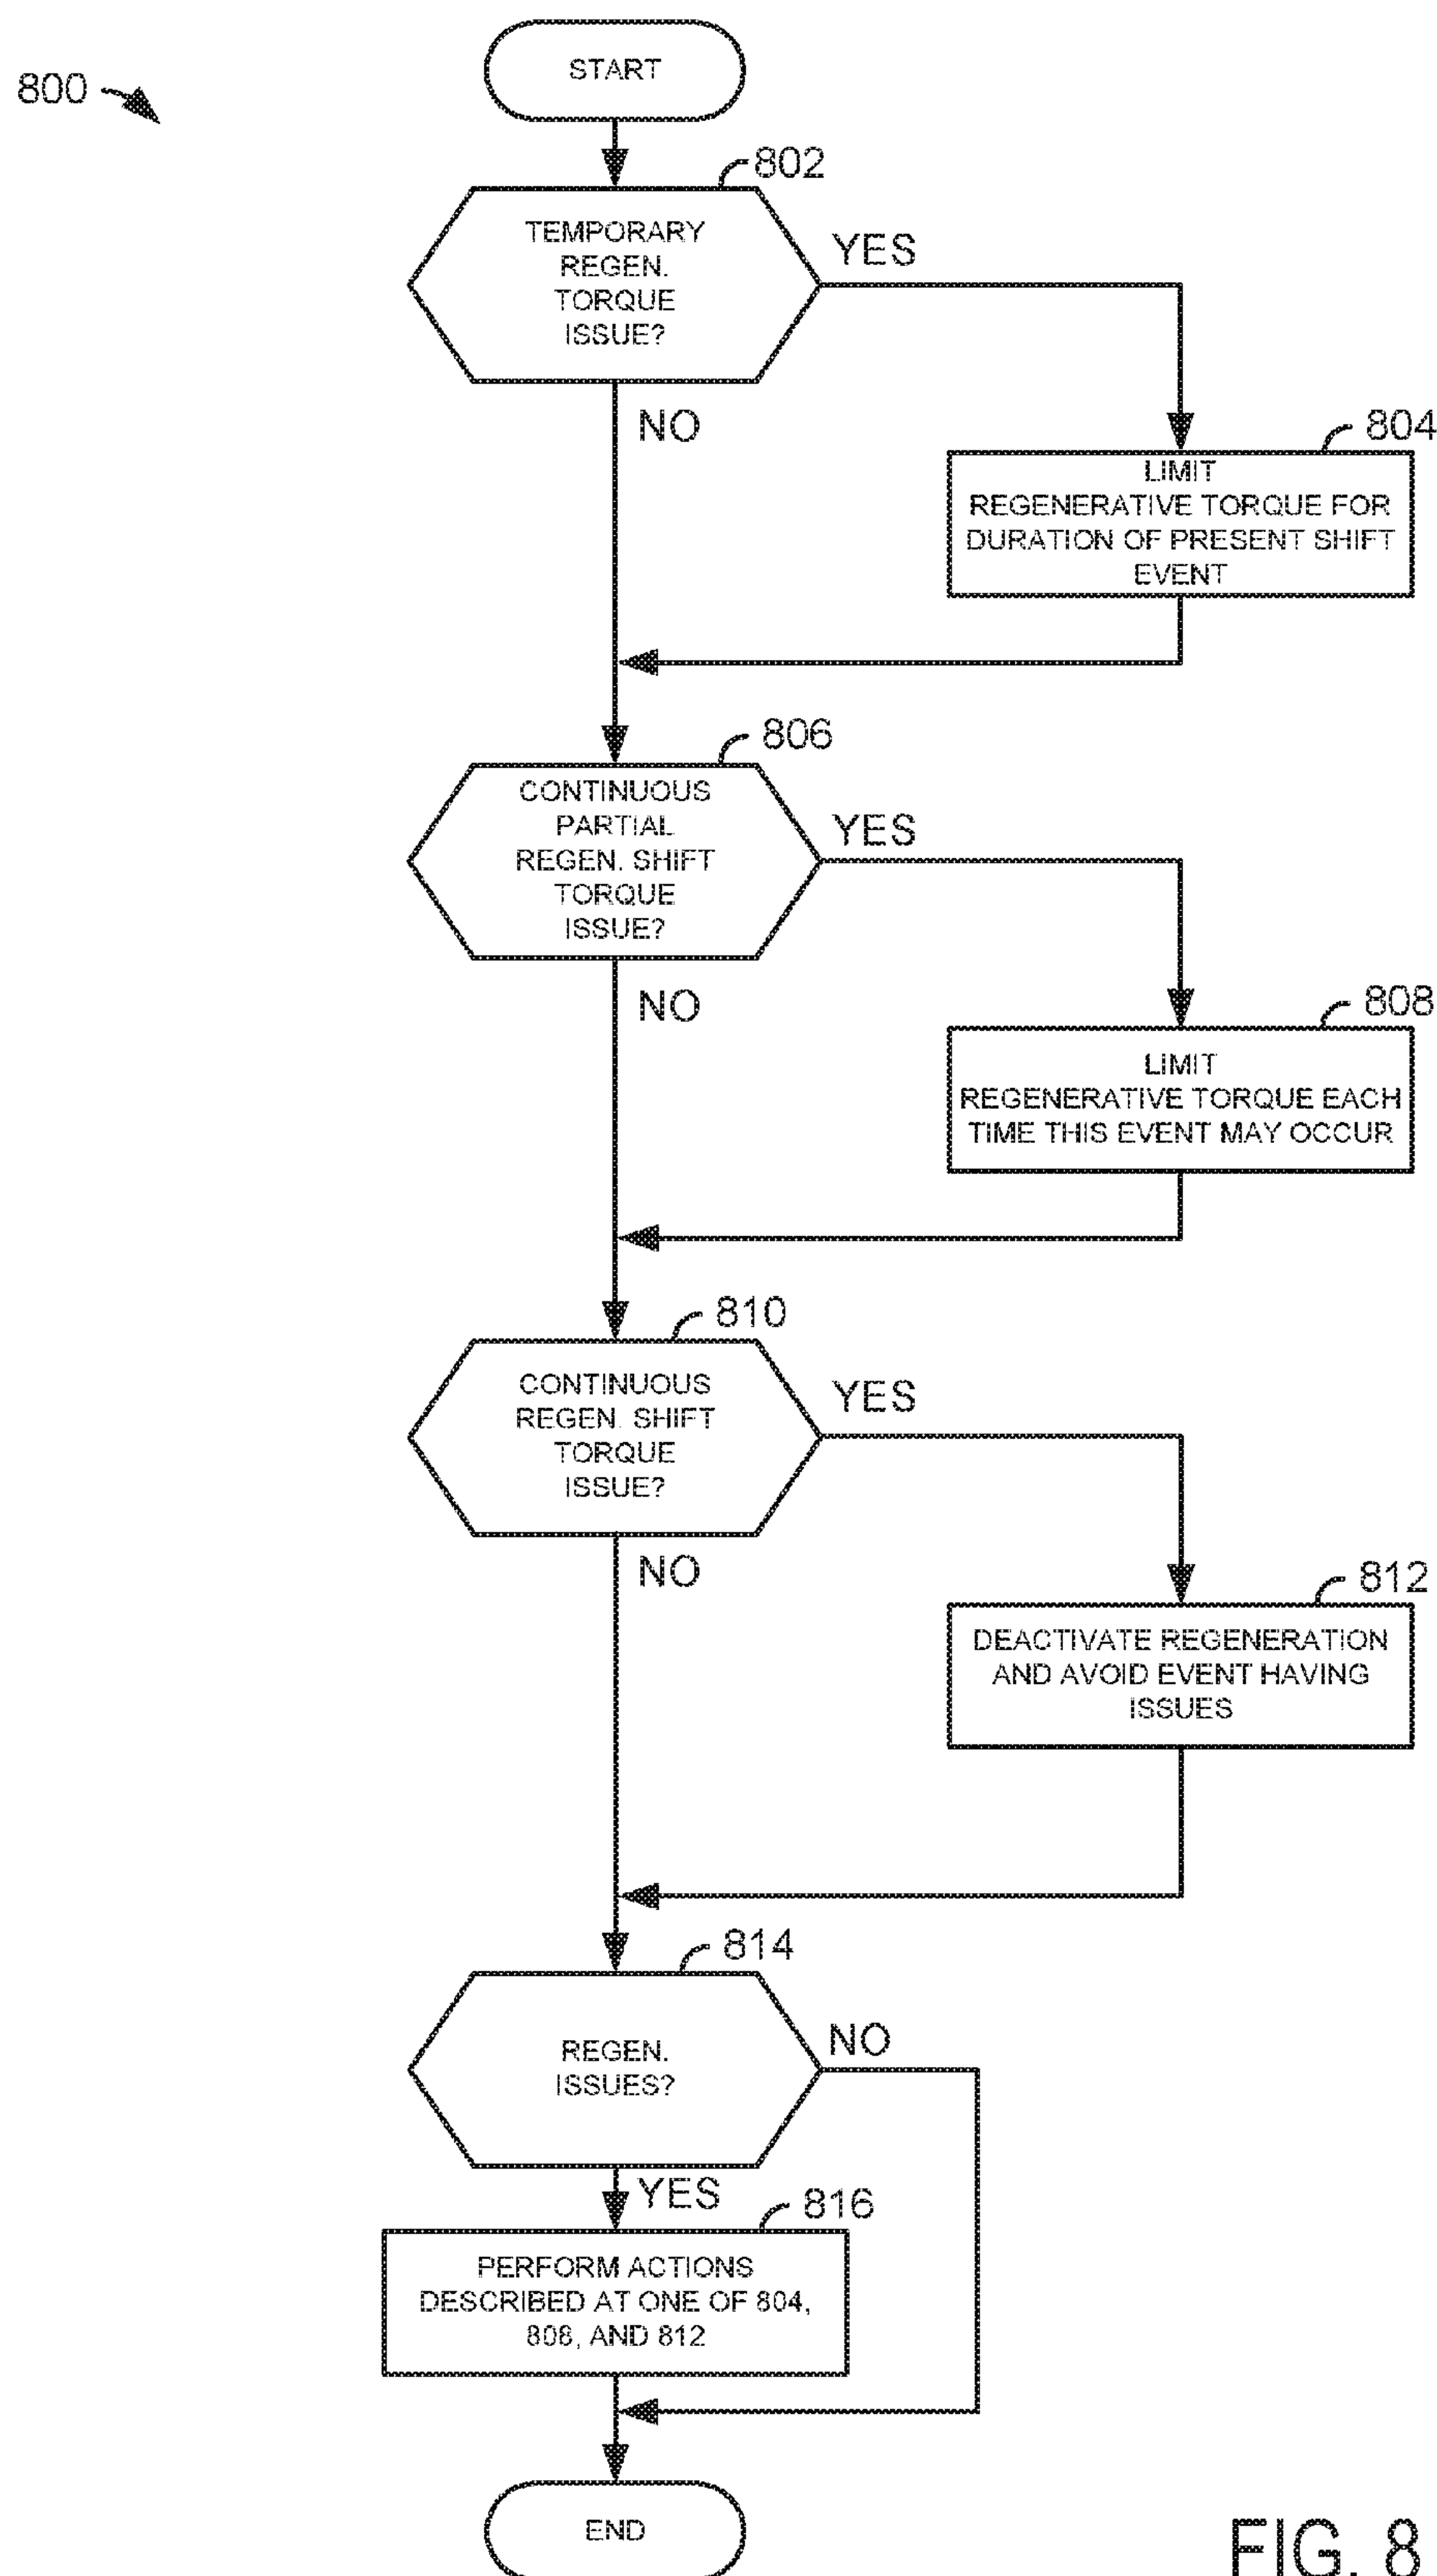 START
800
802
TEMPORARY
REGEN.
TORQUE
ISSUE?
YES
NO
804
LIMIT
REGENERATIVE TORQUE FOR
DURATION OF PRESENT SHIFT
EVENT
806
CONTINUOUS
PARTIAL
REGEN. SHIFT
TORQUE
ISSUE?
YES
NO
808
LIMIT
REGENERATIVE TORQUE EACH
TIME THIS EVENT MAY OCCUR
810
CONTINUOUS
REGEN. SHIFT
TORQUE
ISSUE?
YES
NO
812
DEACTIVATE REGENERATION
AND AVOID EVENT HAVING
ISSUES
814
REGEN.
ISSUES?
NO
YES
816
PERFORM ACTIONS
DESCRIBED AT ONE OF 804,
808, AND 812
END
FIG. 8